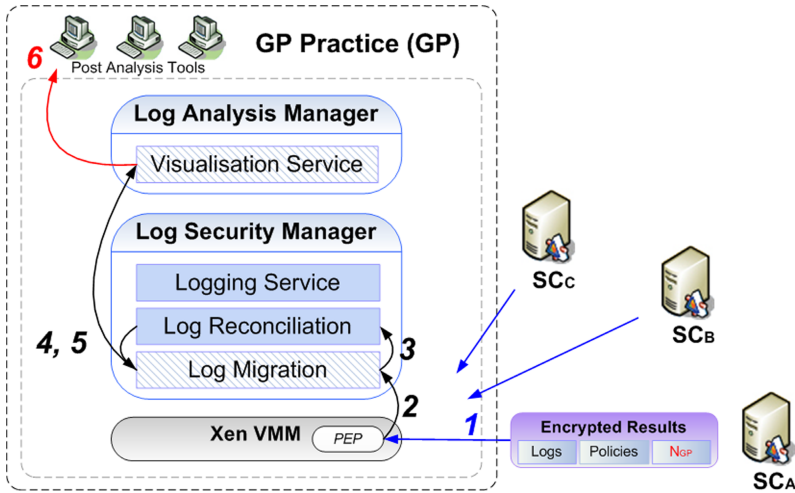 GP Practice (GP)
6
Post Analysis Tools
Log Analysis Manager
Visualisation Service
Log Security Manager
Logging Service
Log Reconciliation
Log Migration
4, 5
3
2
1
Xen VMM
PEP
Encrypted Results
Logs
Policies
NGP
SCC
SCB
SCA